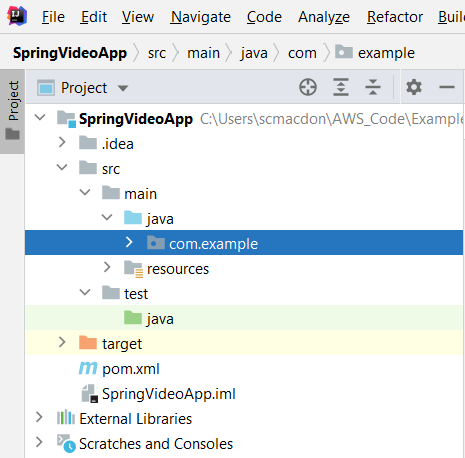 IJ File Edit View Navigate Code Analyze Refactor Bui
SpringVideoApp src main java com example
Project
Project
SpringVideoApp C:\Users\scmacdon\AWS_Code\Example
.idea
src
main
java
com.example
resources
test
java
target
pom.xml
SpringVideoApp.iml
External Libraries
Scratches and Consoles